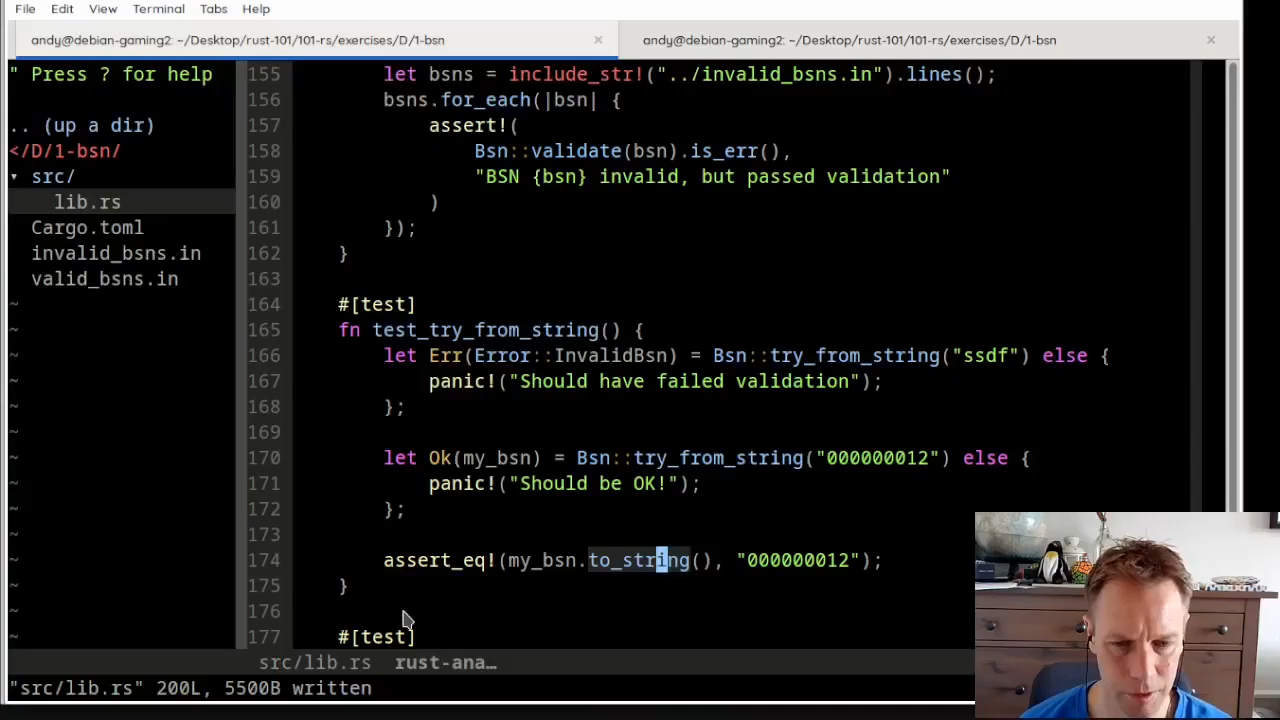 File Edit View Terminal Tabs Help
andy@debian-gaming2: ~/Desktop/rust-101/101-rs/exercises/D/1-bsn × andy@debian-gaming2: ~/Desktop/rust-101/101-rs/exercises/D/1-bsn ×
" Press ? for help
.. (up a dir)
</D/1-bsn/
▾ src/
lib.rs
Cargo.toml
invalid_bsns.in
valid_bsns.in
~
~
~
~
~
~
~
~
~
~
~
~
~
~
155 let bsns = include_str!("../invalid_bsns.in").lines();
156 bsns.for_each(|bsn| {
157 assert!(
158 Bsn::validate(bsn).is_err(),
159 "BSN {bsn} invalid, but passed validation"
160 )
161 });
162 }
163
164 #[test]
165 fn test_try_from_string() {
166 let Err(Error::InvalidBsn) = Bsn::try_from_string("ssdf") else {
167 panic!("Should have failed validation");
168 };
169
170 let Ok(my_bsn) = Bsn::try_from_string("000000012") else {
171 panic!("Should be OK!");
172 };
173
174 assert_eq!(my_bsn.to_string(), "000000012");
175 }
176
177 #[test]
src/lib.rs rust-ana…
"src/lib.rs" 200L, 5500B written